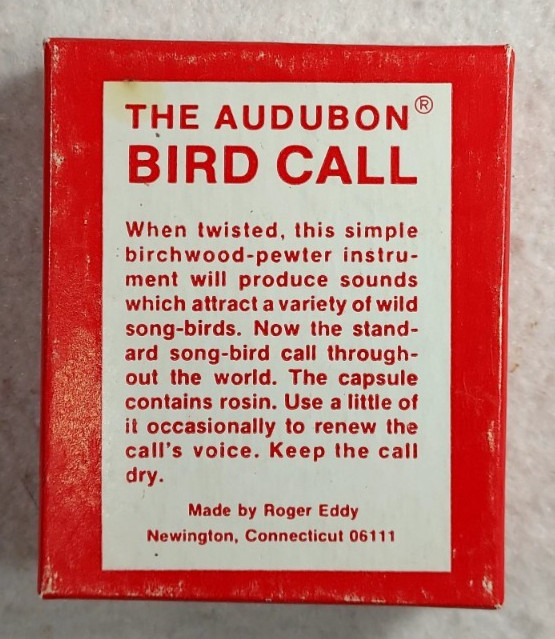 THE AUDUBON®
BIRD CALL
When twisted, this simple
birchwood-pewter instru-
ment will produce sounds
which attract a variety of wild
song-birds. Now the stand-
ard song-bird call through-
out the world. The capsule
contains rosin. Use a little of
it occasionally to renew the
call's voice. Keep the call
dry.
Made by Roger Eddy
Newington, Connecticut 06111